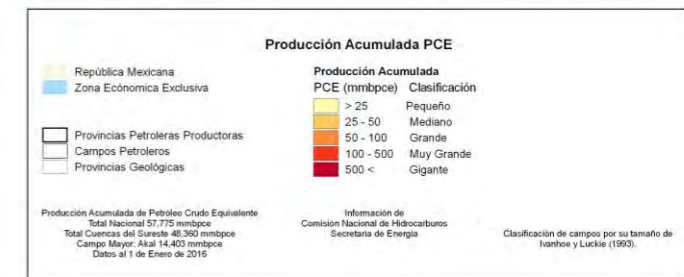 Producción Acumulada PCE
República Mexicana
Zona Ecónomica Exclusiva
Provincias Petroleras Productoras
Campos Petroleros
Provincias Geológicas
Producción Acumulada
PCE (mmbpce) Clasificación
> 25 Pequeño
25 - 50 Mediano
50 - 100 Grande
100 - 500 Muy Grande
500 < Gigante
Producción Acumulada de Petróleo Crudo Equivalente
Total Nacional 57,775 mmbpce
Total Cuencas del Sureste 48,360 mmbpce
Campo Mayor: Akal 14,403 mmbpce
Datos al 1 de Enero de 2016
Información de
Comisión Nacional de Hidrocarburos
Secretaria de Energía
Clasificación de campos por su tamaño de
Ivanhoe y Luckie (1993).